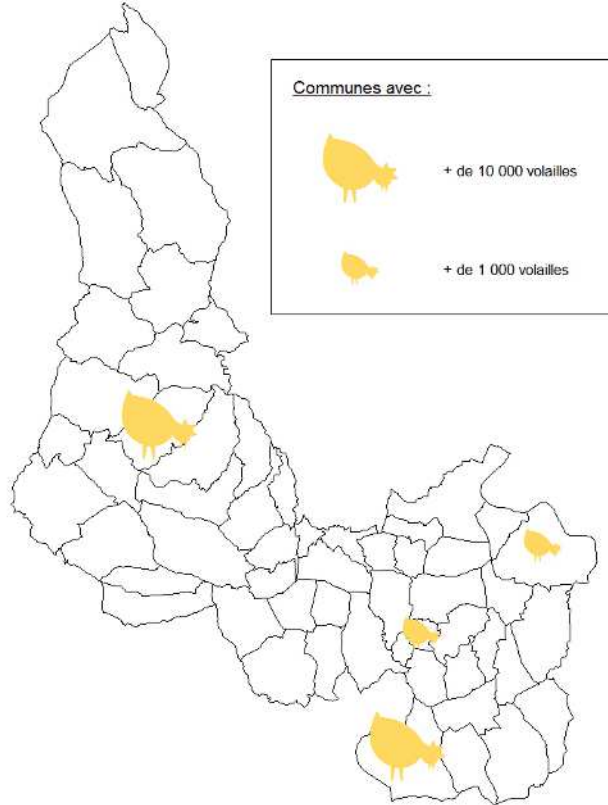 Communes avec :
+ de 10 000 volailles
+ de 1 000 volailles